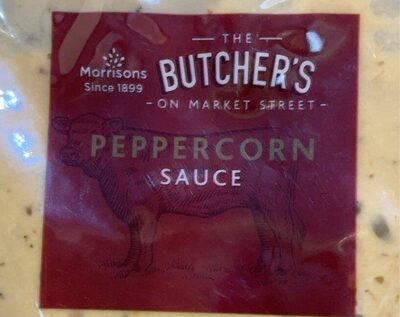 Morrisons
Since 1899
THE
BUTCHER'S
ON MARKET STREET
PEPPERCORN
SAUCE